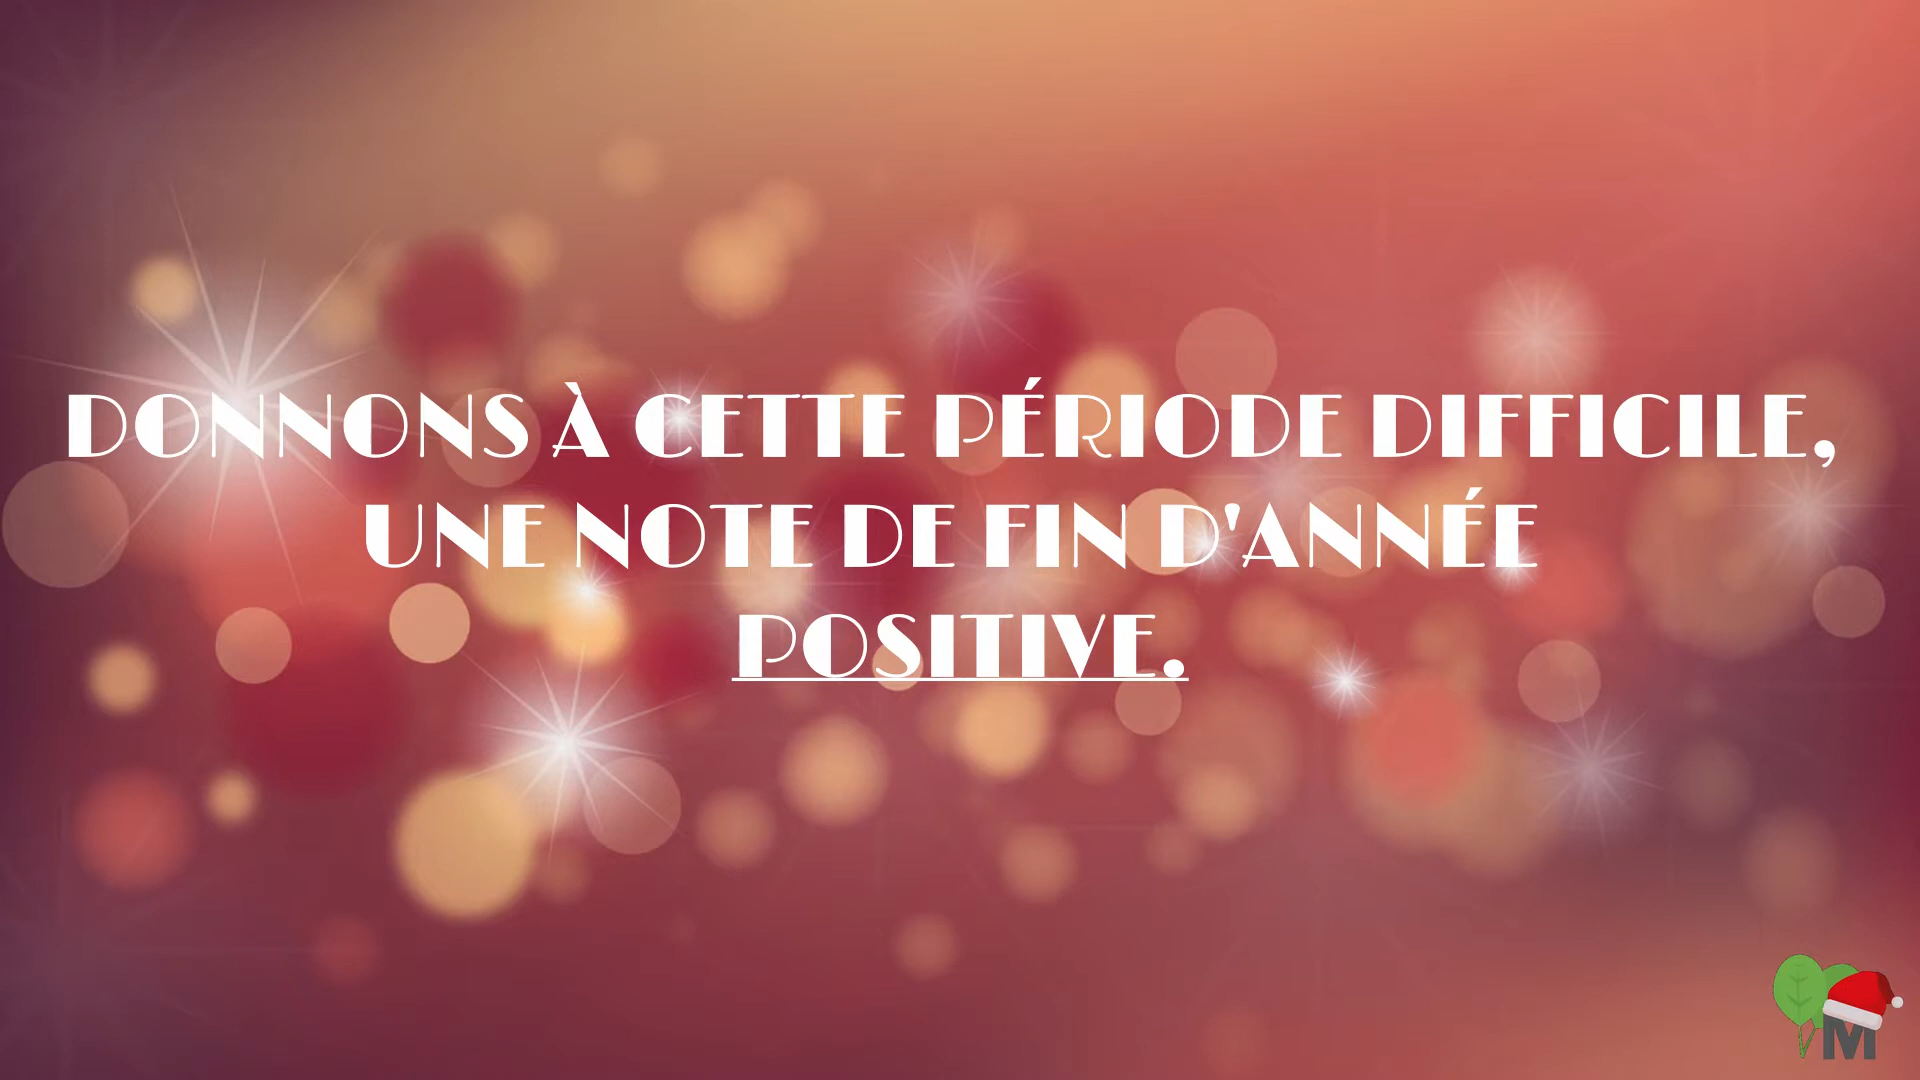 DONNONS À CETTE PÉRIODE DIFFICILE,
UNE NOTE DE FIN D'ANNÉE
POSITIVE.
M